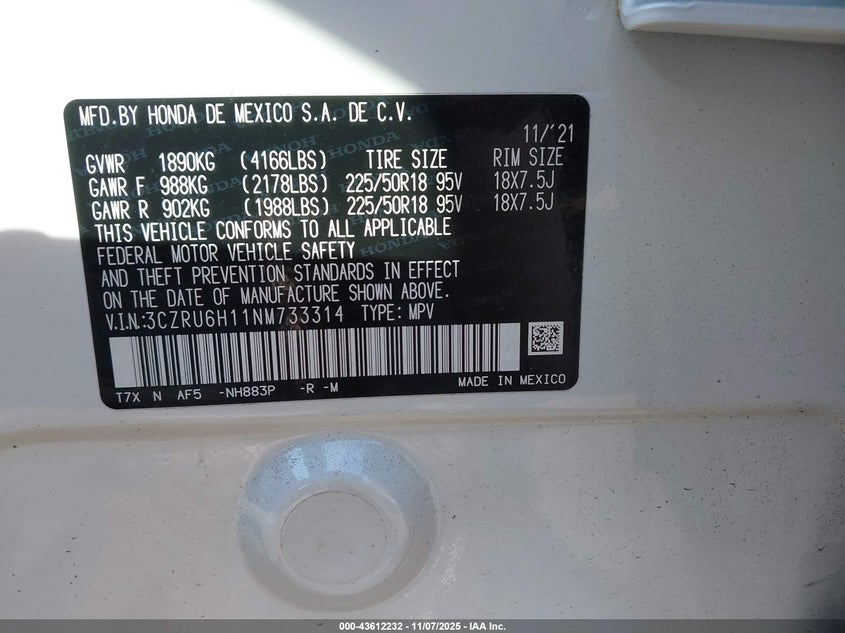 MFD.BY HONDA DE MEXICO S.A. DE C.V.
11/'21
GVWR 1890KG (4166LBS) TIRE SIZE RIM SIZE
GAWR F 988KG (2178LBS) 225/50R18 95V 18X7.5J
GAWR R 902KG (1988LBS) 225/50R18 95V 18X7.5J
THIS VEHICLE CONFORMS TO ALL APPLICABLE
FEDERAL MOTOR VEHICLE SAFETY
AND THEFT PREVENTION STANDARDS IN EFFECT
ON THE DATE OF MANUFACTURE SHOWN ABOVE.
V.I.N.:3CZRU6H11NM733314 TYPE: MPV
T7X N AF5 -NH883P -R -M MADE IN MEXICO
000-43612232 - 11/07/2025 - IAA Inc.